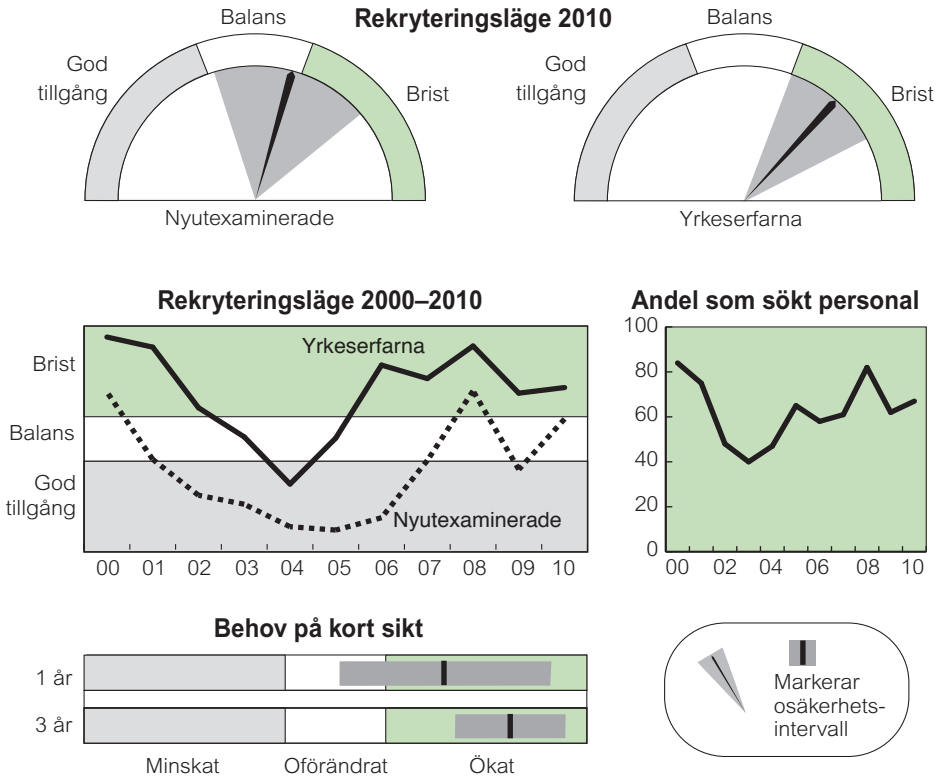 Rekryteringsläge 2010
Balans
God
tillgång
Brist
Nyutexaminerade
Balans
God
tillgång
Brist
Yrkeserfarna
Rekryteringsläge 2000–2010
Brist
Balans
God
tillgång
Yrkeserfarna
Nyutexaminerade
00 01 02 03 04 05 06 07 08 09 10
Andel som sökt personal
100
80
60
40
20
0
00 02 04 06 08 10
Behov på kort sikt
1 år
3 år
Minskat Oförändrat Ökat
Markerar
osäkerhets-
intervall